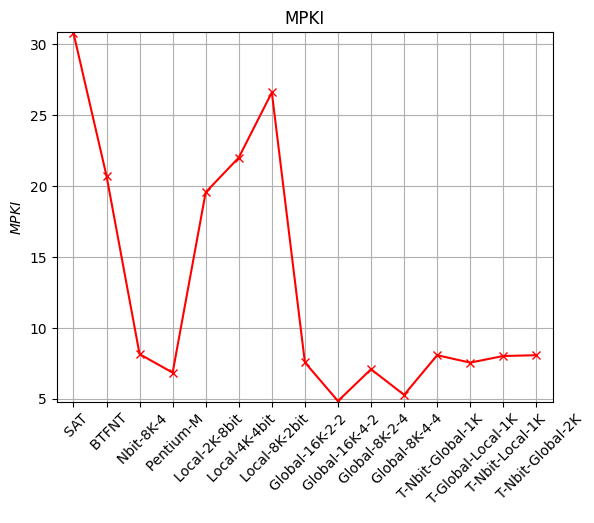 MPKI
30
25
20
15
10
5
MPKI
SAT
BTFNT
Nbit-8K-4
Pentium-M
Local-2K-8bit
Local-4K-4bit
Local-8K-2bit
Global-16K-2-2
Global-16K-4-2
Global-8K-2-4
Global-8K-4-4
T-Nbit-Global-1K
T-Global-Local-1K
T-Nbit-Local-1K
T-Nbit-Global-2K